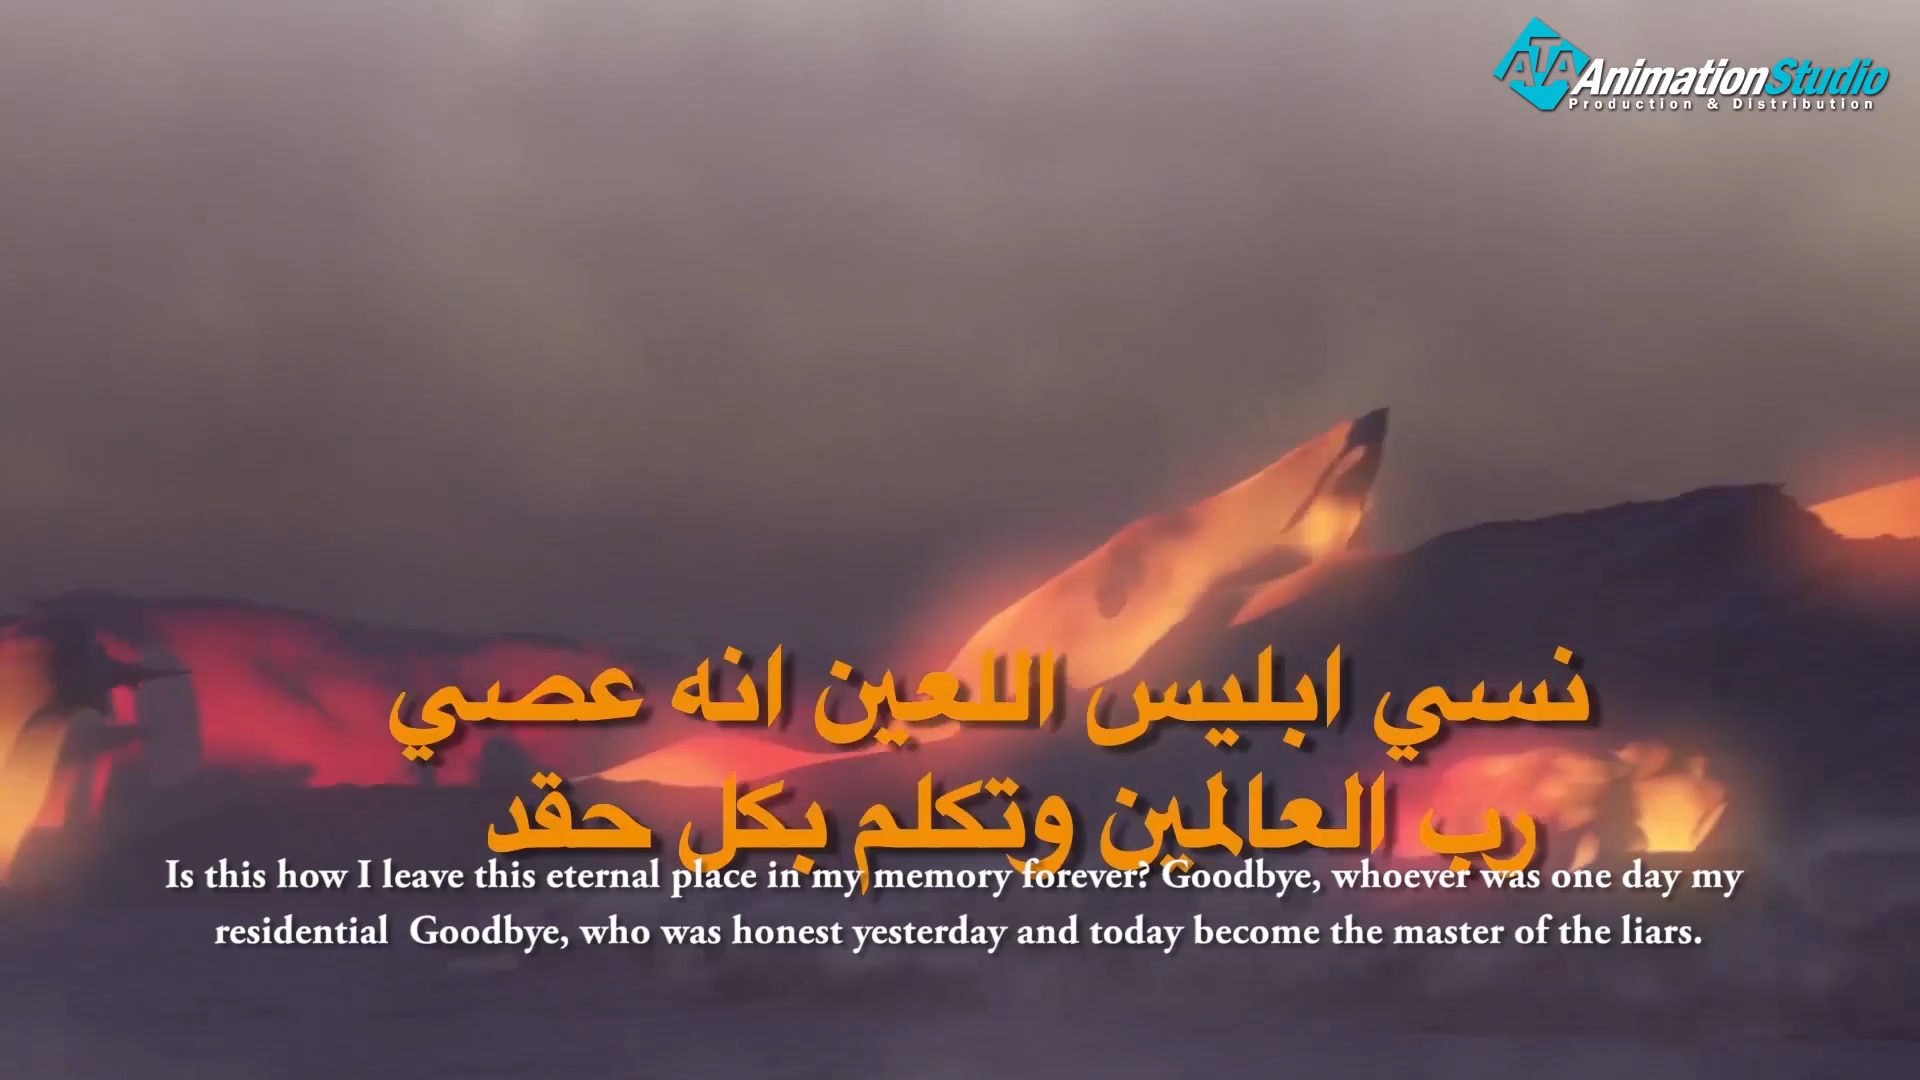 ATA AnimationStudio
Production & Distribution
نسي ابليس اللعين انه عصي
رب العالمين وتكلم بكل حقد
Is this how I leave this eternal place in my memory forever? Goodbye, whoever was one day my
residential Goodbye, who was honest yesterday and today become the master of the liars.